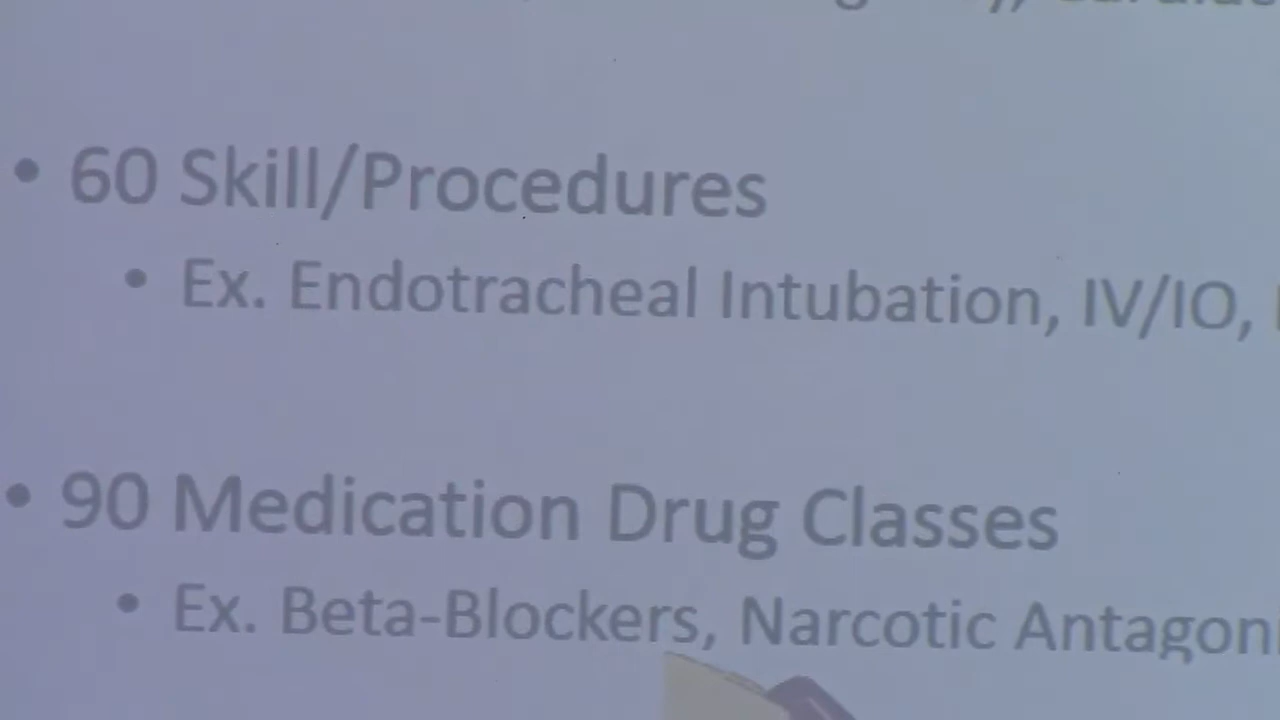 • 60 Skill/Procedures
• Ex. Endotracheal Intubation, IV/IO,
• 90 Medication Drug Classes
• Ex. Beta-Blockers, Narcotic